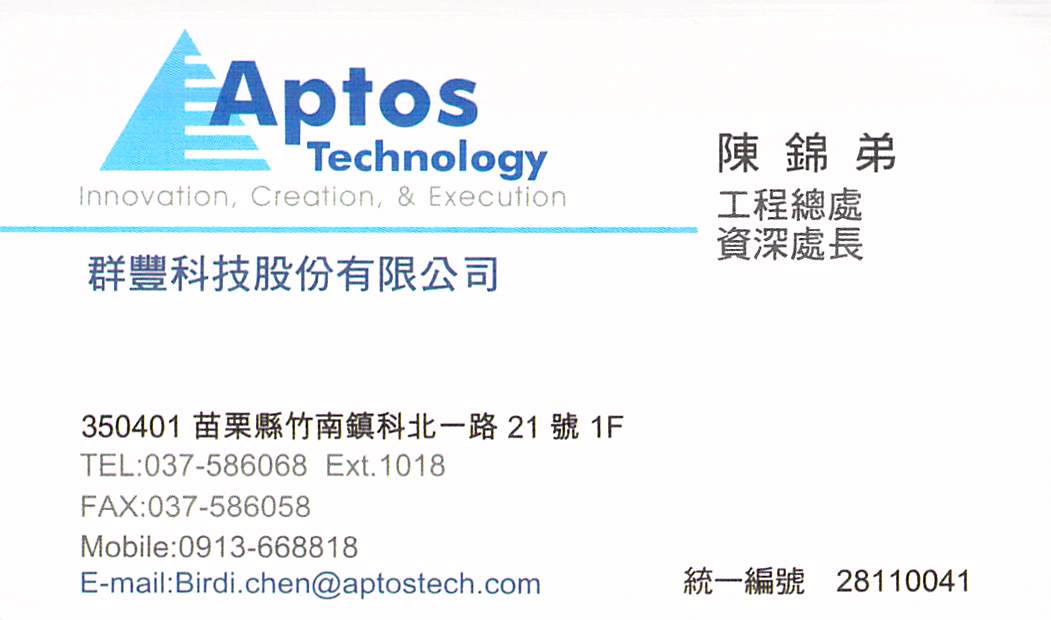 Aptos
Technology
Innovation, Creation, & Execution
陳錦弟
工程總處
資深處長
群豐科技股份有限公司
350401 苗栗縣竹南鎮科北一路 21 號 1F
TEL:037-586068 Ext.1018
FAX:037-586058
Mobile:0913-668818
E-mail:Birdi.chen@aptostech.com
統一編號 28110041